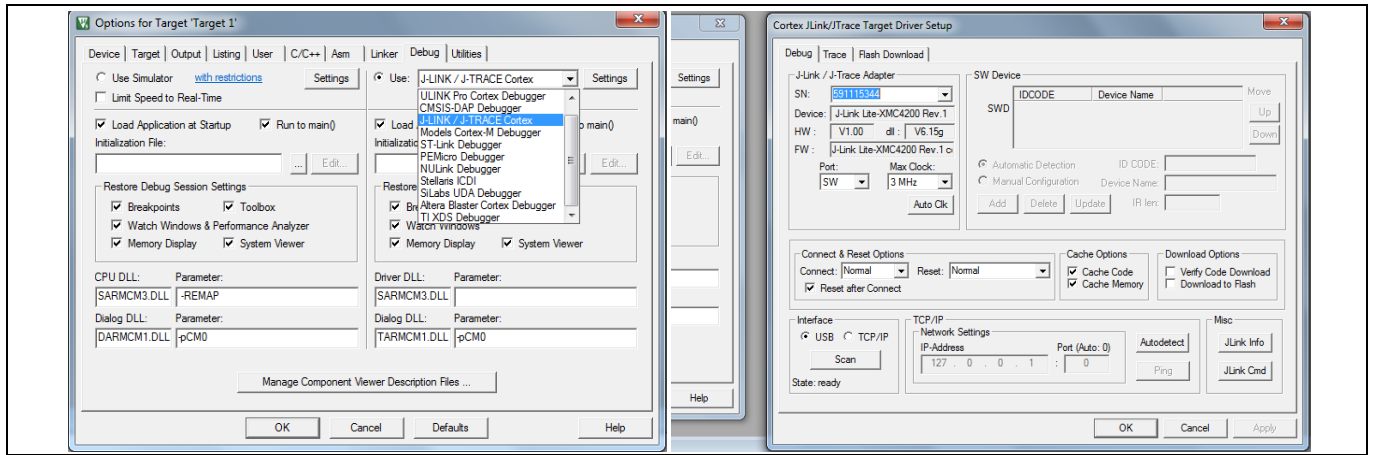 Options for Target 'Target 1'
Device Target Output Listing User C/C++ Asm Linker Debug Utilities
Use Simulator with restrictions Settings
Limit Speed to Real-Time
Use: J-LINK / J-TRACE Cortex Settings
ULINK Pro Cortex Debugger
CMSIS-DAP Debugger
J-LINK / J-TRACE Cortex
Models Cortex-M Debugger
ST-Link Debugger
PEMicro Debugger
NULink Debugger
Stellaris ICDI
SiLabs UDA Debugger
Altera Blaster Cortex Debugger
TI XDS Debugger
Load Application at Startup Run to main()
Initialization File:
... Edit...
Restore Debug Session Settings
Breakpoints Toolbox
Watch Windows & Performance Analyzer
Memory Display System Viewer
Load main()
Edit...
Restore
Watch Windows
Memory Display System Viewer
CPU DLL: Parameter:
SARMCM3.DLL -REMAP
Dialog DLL: Parameter:
DARMCM1.DLL -pCM0
Driver DLL: Parameter:
SARMCM3.DLL
Dialog DLL: Parameter:
TARMCM1.DLL -pCM0
Manage Component Viewer Description Files ...
OK Cancel Defaults Help
Settings
main()
Edit...
Help
Cortex JLink/JTrace Target Driver Setup
Debug Trace Flash Download
J-Link / J-Trace Adapter
SN: 591115344
Device: J-Link Lite-XMC4200 Rev.1
HW : V1.00 dll : V6.15g
FW : J-Link Lite-XMC4200 Rev.1 co
Port: Max Clock:
SW 3 MHz
Auto Clk
SW Device
IDCODE Device Name Move
SWD Up
Down
Automatic Detection ID CODE:
Manual Configuration Device Name:
Add Delete Update IR len:
Connect & Reset Options
Connect: Normal Reset: Normal
Reset after Connect
Cache Options
Cache Code
Cache Memory
Download Options
Verify Code Download
Download to Flash
Interface
USB TCP/IP
Scan
State: ready
TCP/IP
Network Settings
IP-Address Port (Auto: 0)
127 . 0 . 0 . 1 : 0
Autodetect
Ping
Misc
JLink Info
JLink Cmd
OK Cancel Apply